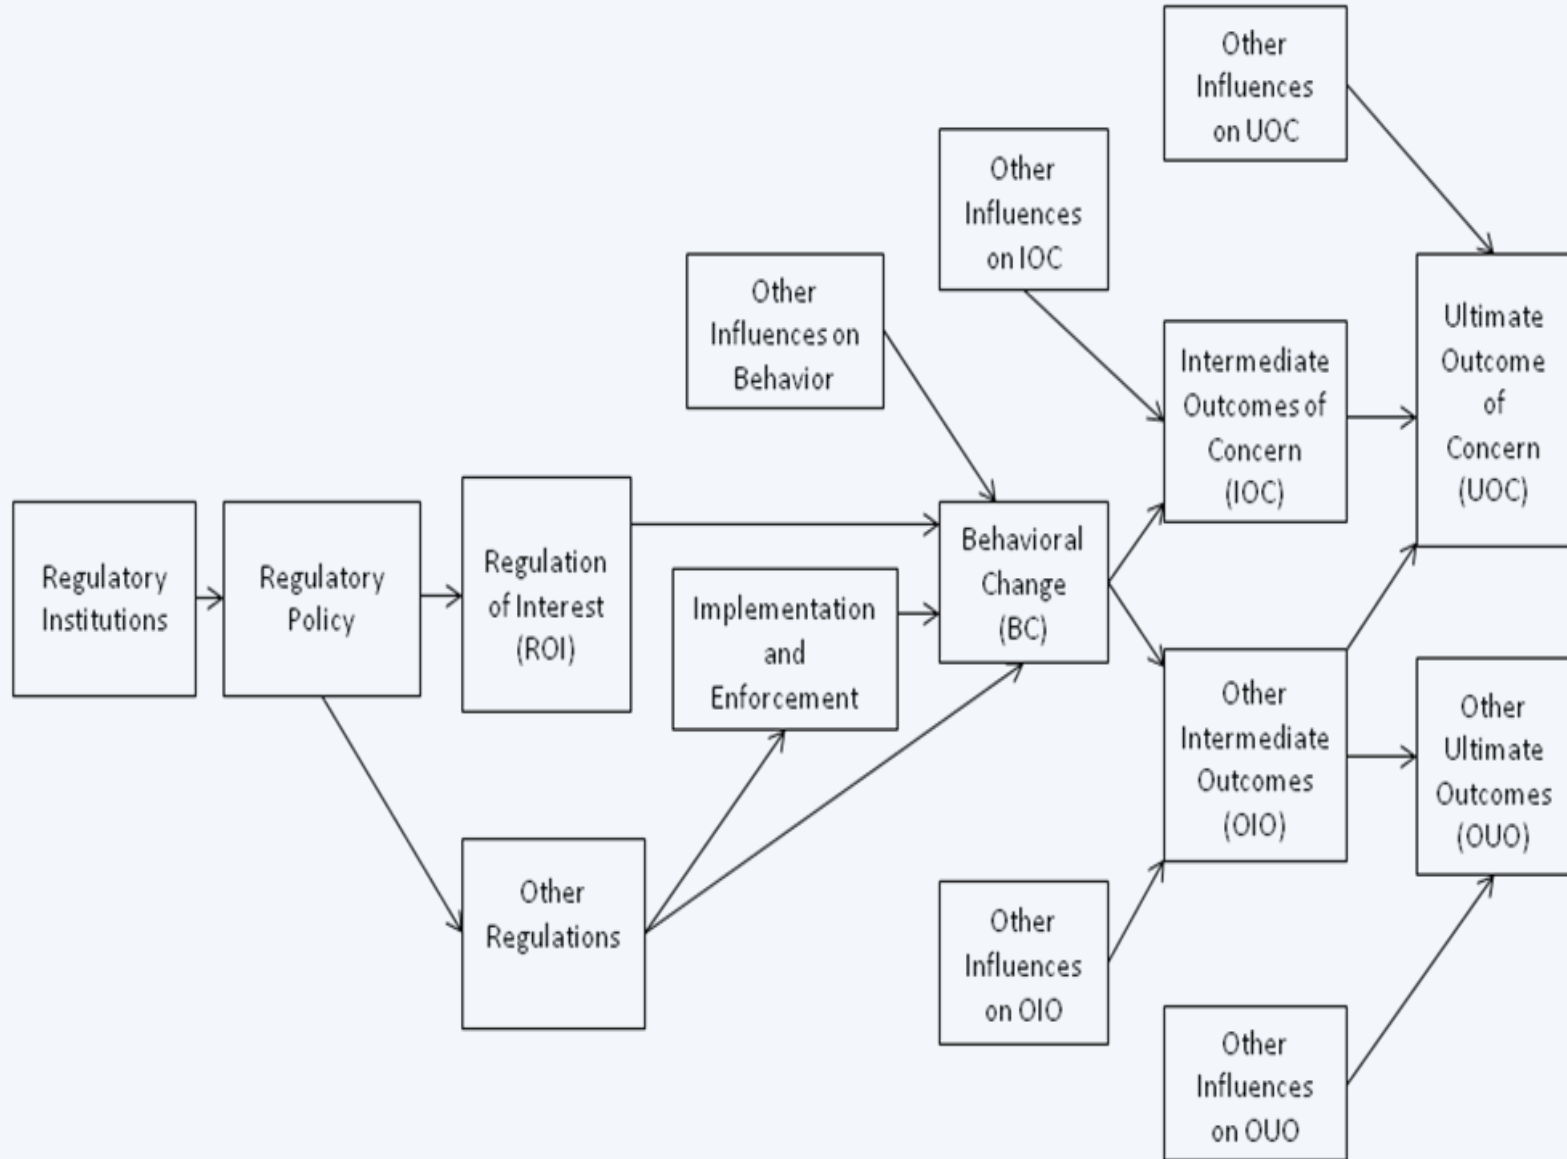 Other
Influences
on UOC
Other
Influences
on IOC
Other
Influences on
Behavior
Ultimate
Outcome
of
Concern
(UOC)
Intermediate
Outcomes of
Concern
(IOC)
Regulatory
Institutions
Regulatory
Policy
Regulation
of Interest
(ROI)
Implementation
and
Enforcement
Behavioral
Change
(BC)
Other
Intermediate
Outcomes
(OIO)
Other
Ultimate
Outcomes
(OUO)
Other
Regulations
Other
Influences
on OIO
Other
Influences
on OUO